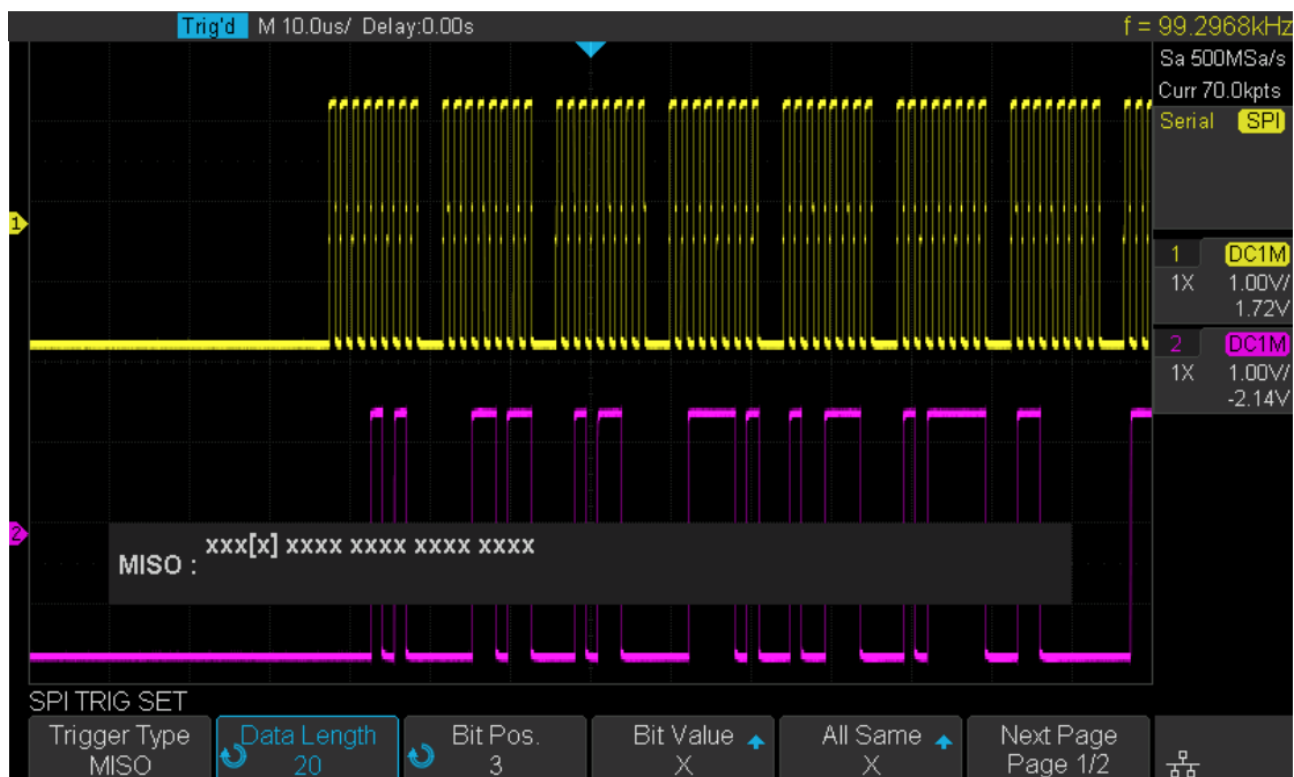 Trig'd M 10.0us/ Delay:0.00s f = 99.2968kHz
Sa 500MSa/s
Curr 70.0kpts
Serial SPI
1
1 DC1M
1X 1.00V/
1.72V
2 DC1M
1X 1.00V/
-2.14V
2
xxx[x] xxxx xxxx xxxx xxxx
MISO :
SPI TRIG SET
Trigger Type Data Length Bit Pos. Bit Value All Same Next Page
MISO 20 3 X X Page 1/2